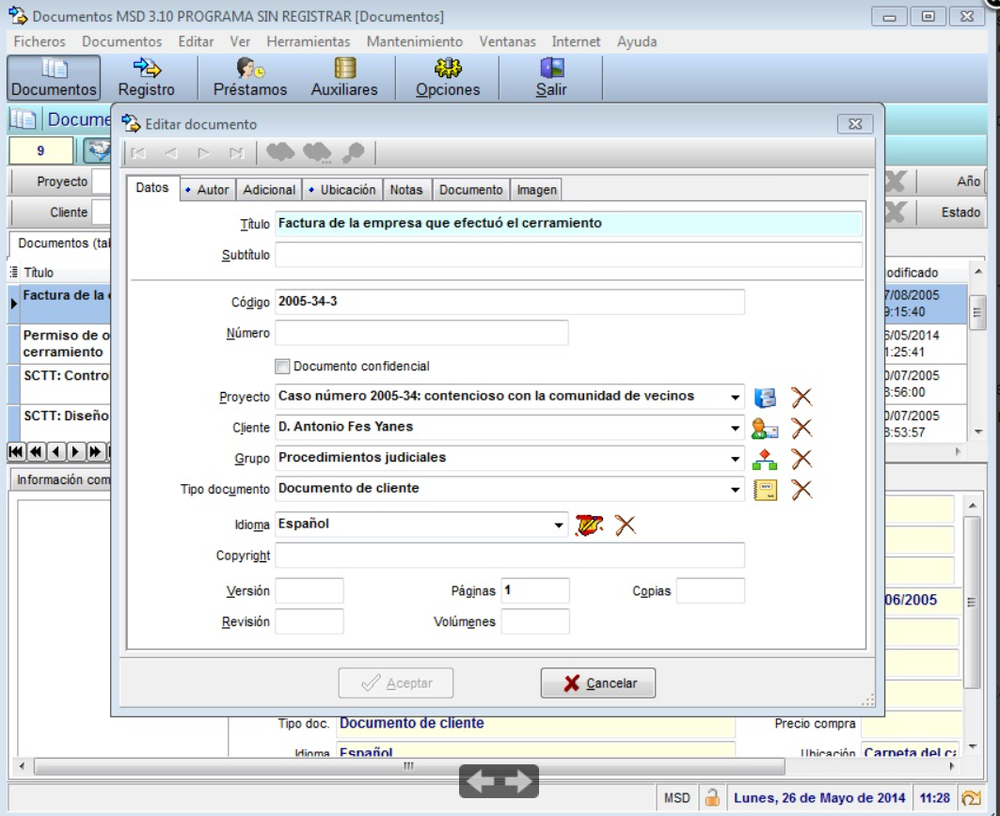 Documentos MSD 3.10 PROGRAMA SIN REGISTRAR [Documentos]
Ficheros Documentos Editar Ver Herramientas Mantenimiento Ventanas Internet Ayuda
Documentos Registro Préstamos Auxiliares Opciones Salir
Docume
Editar documento
9
Proyecto
Año
Cliente
Estado
Datos Autor Adicional Ubicación Notas Documento Imagen
Título Factura de la empresa que efectuó el cerramiento
Subtítulo
Documentos (tal
Título
odificado
Factura de la
7/08/2005
9:15:40
Permiso de o
cerramiento
6/05/2014
1:25:41
SCTT: Contro
0/07/2005
8:56:00
SCTT: Diseño
0/07/2005
8:53:57
Código 2005-34-3
Número
Documento confidencial
Proyecto Caso número 2005-34: contencioso con la comunidad de vecinos
Cliente D. Antonio Fes Yanes
Grupo Procedimientos judiciales
Información com
Tipo documento Documento de cliente
Idioma Español
Copyright
Versión Páginas 1 Copias
06/2005
Revisión Volúmenes
Aceptar Cancelar
Tipo doc. Documento de cliente Precio compra
Idioma Español Ubicación Carpeta del ca
MSD Lunes, 26 de Mayo de 2014 11:28